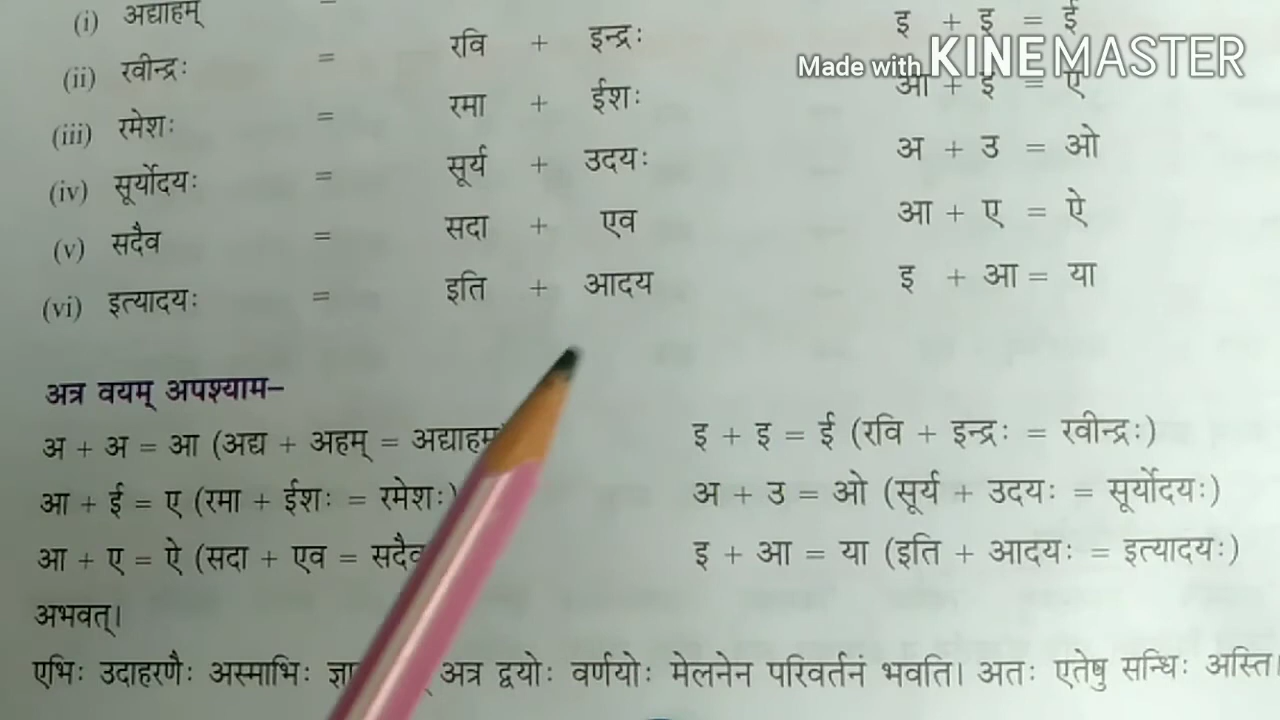 (i) अद्याहम् =
इ + इ = ई
Made with KINEMASTER
(ii) रवीन्द्रः = रवि + इन्द्रः
(iii) रमेशः = रमा + ईशः आ + ई = ए
(iv) सूर्योदयः = सूर्य + उदयः अ + उ = ओ
(v) सदैव = सदा + एव आ + ए = ऐ
(vi) इत्यादयः = इति + आदय इ + आ = या
अत्र वयम् अपश्याम–
अ + अ = आ (अद्य + अहम् = अद्याहम् इ + इ = ई (रवि + इन्द्रः = रवीन्द्रः)
आ + ई = ए (रमा + ईशः = रमेशः) अ + उ = ओ (सूर्य + उदयः = सूर्योदयः)
आ + ए = ऐ (सदा + एव = सदैव इ + आ = या (इति + आदयः = इत्यादयः)
अभवत्।
एभिः उदाहरणैः अस्माभिः अत्र द्वयोः वर्णयोः मेलनेन परिवर्तनं भवति। अतः एतेषु सन्धिः अस्ति।